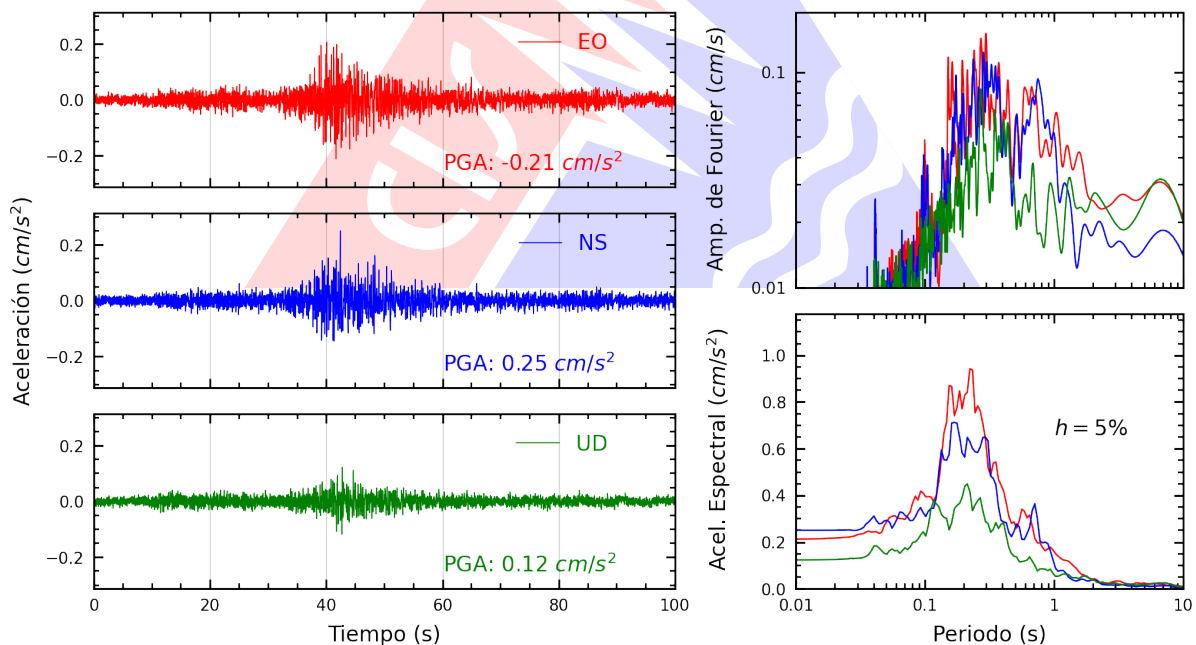 Aceleración (cm/s²)
0.2
0.0
−0.2
EO
PGA: -0.21 cm/s²
0.2
0.0
−0.2
NS
PGA: 0.25 cm/s²
0.2
0.0
−0.2
UD
PGA: 0.12 cm/s²
0 20 40 60 80 100
Tiempo (s)
CISMID
Amp. de Fourier (cm/s)
0.1
0.01
Acel. Espectral (cm/s²)
1.0
0.8
0.6
0.4
0.2
0.0
h = 5%
0.01 0.1 1 10
Periodo (s)